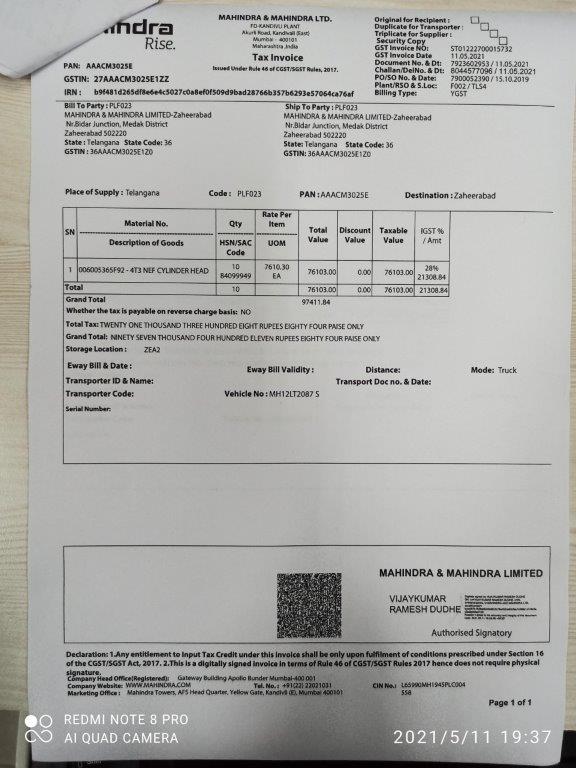 indra
Rise.
MAHINDRA & MAHINDRA LTD.
FD-KANDIVLI PLANT
Akurli Road, Kandivali (East)
Mumbai - 400101
Maharashtra ,India
Tax Invoice
Issued Under Rule 46 of CGST/SGST Rules, 2017.
Original for Recipient :
Duplicate for Transporter :
Triplicate for Supplier :
Security Copy
GST Invoice NO: ST01222700015732
GST Invoice Date 11.05.2021
Document No. & Dt: 7923602953 / 11.05.2021
Challan/Del No. & Dt: 8044577096 / 11.05.2021
PO/SO No. & Date: 7900052390 / 15.10.2019
Plant/RSO & S.Loc: F002 / TLS4
Billing Type: YGST
PAN: AAACM3025E
GSTIN: 27AAACM3025E1ZZ
IRN : b9f481d265df8e6e4c5027c0a8ef0f509d9bad28766b357b6293e57064ca76af
Bill To Party : PLF023
MAHINDRA & MAHINDRA LIMITED-Zaheerabad
Nr.Bidar Junction, Medak District
Zaheerabad 502220
State : Telangana State Code: 36
GSTIN : 36AAACM3025E1Z0
Ship To Party : PLF023
MAHINDRA & MAHINDRA LIMITED-Zaheerabad
Nr.Bidar Junction, Medak District
Zaheerabad 502220
State: Telangana State Code: 36
GSTIN: 36AAACM3025E1Z0
Place of Supply : Telangana Code : PLF023 PAN : AAACM3025E Destination : Zaheerabad
SN Material No. Description of Goods Qty HSN/SAC Code Rate Per Item UOM Total Value Discount Value Taxable Value IGST % / Amt
1 006005365F92 - 4T3 NEF CYLINDER HEAD 10 84099949 7610.30 EA 76103.00 0.00 76103.00 28% 21308.84
Total 10 76103.00 0.00 76103.00 21308.84
Grand Total 97411.84
Whether the tax is payable on reverse charge basis: NO
Total Tax: TWENTY ONE THOUSAND THREE HUNDRED EIGHT RUPEES EIGHTY FOUR PAISE ONLY
Grand Total: NINETY SEVEN THOUSAND FOUR HUNDRED ELEVEN RUPEES EIGHTY FOUR PAISE ONLY
Storage Location : ZEA2
Eway Bill & Date : Eway Bill Validity : Distance: Mode: Truck
Transporter ID & Name: Transport Doc no. & Date:
Transporter Code: Vehicle No : MH12LT2087 S
Serial Number:
MAHINDRA & MAHINDRA LIMITED
VIJAYKUMAR
RAMESH DUDHE
Authorised Signatory
Declaration: 1.Any entitlement to Input Tax Credit under this invoice shall be only upon fulfilment of conditions prescribed under Section 16
of the CGST/SGST Act, 2017. 2.This is a digitally signed invoice in terms of Rule 46 of CGST/SGST Rules 2017 hence does not require physical
signature.
Company Head Office(Registered): Gateway Building Apollo Bunder Mumbai-400 001
Company Website: WWW.MAHINDRA.COM Tel. No. : +91(22) 22021031 CIN No.: L65990MH1945PLC004558
Marketing Office : Mahindra Towers, AFS Head Quarter, Yellow Gate, Kandivli (E), Mumbai 400101
Page 1 of 1
REDMI NOTE 8 PRO
AI QUAD CAMERA
2021/5/11 19:37